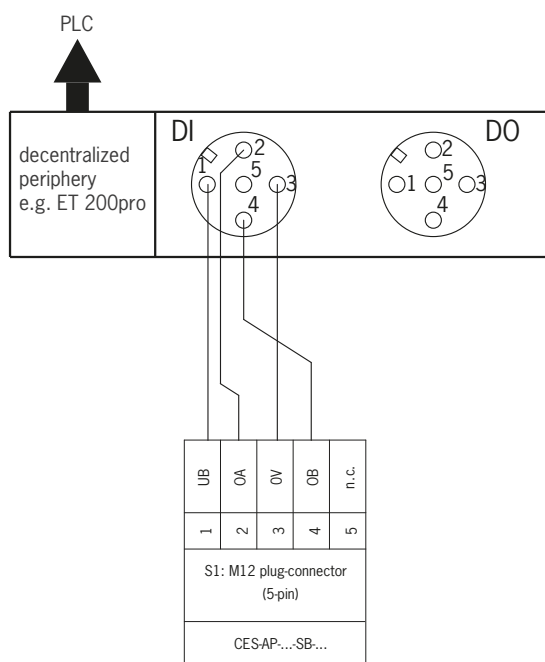 PLC
DI
DO
decentralized
periphery
e.g. ET 200pro
1
2
5
3
4
1
2
5
3
4
UB
OA
0V
OB
n.c.
1
2
3
4
5
S1: M12 plug-connector
(5-pin)
CES-AP-...-SB-...